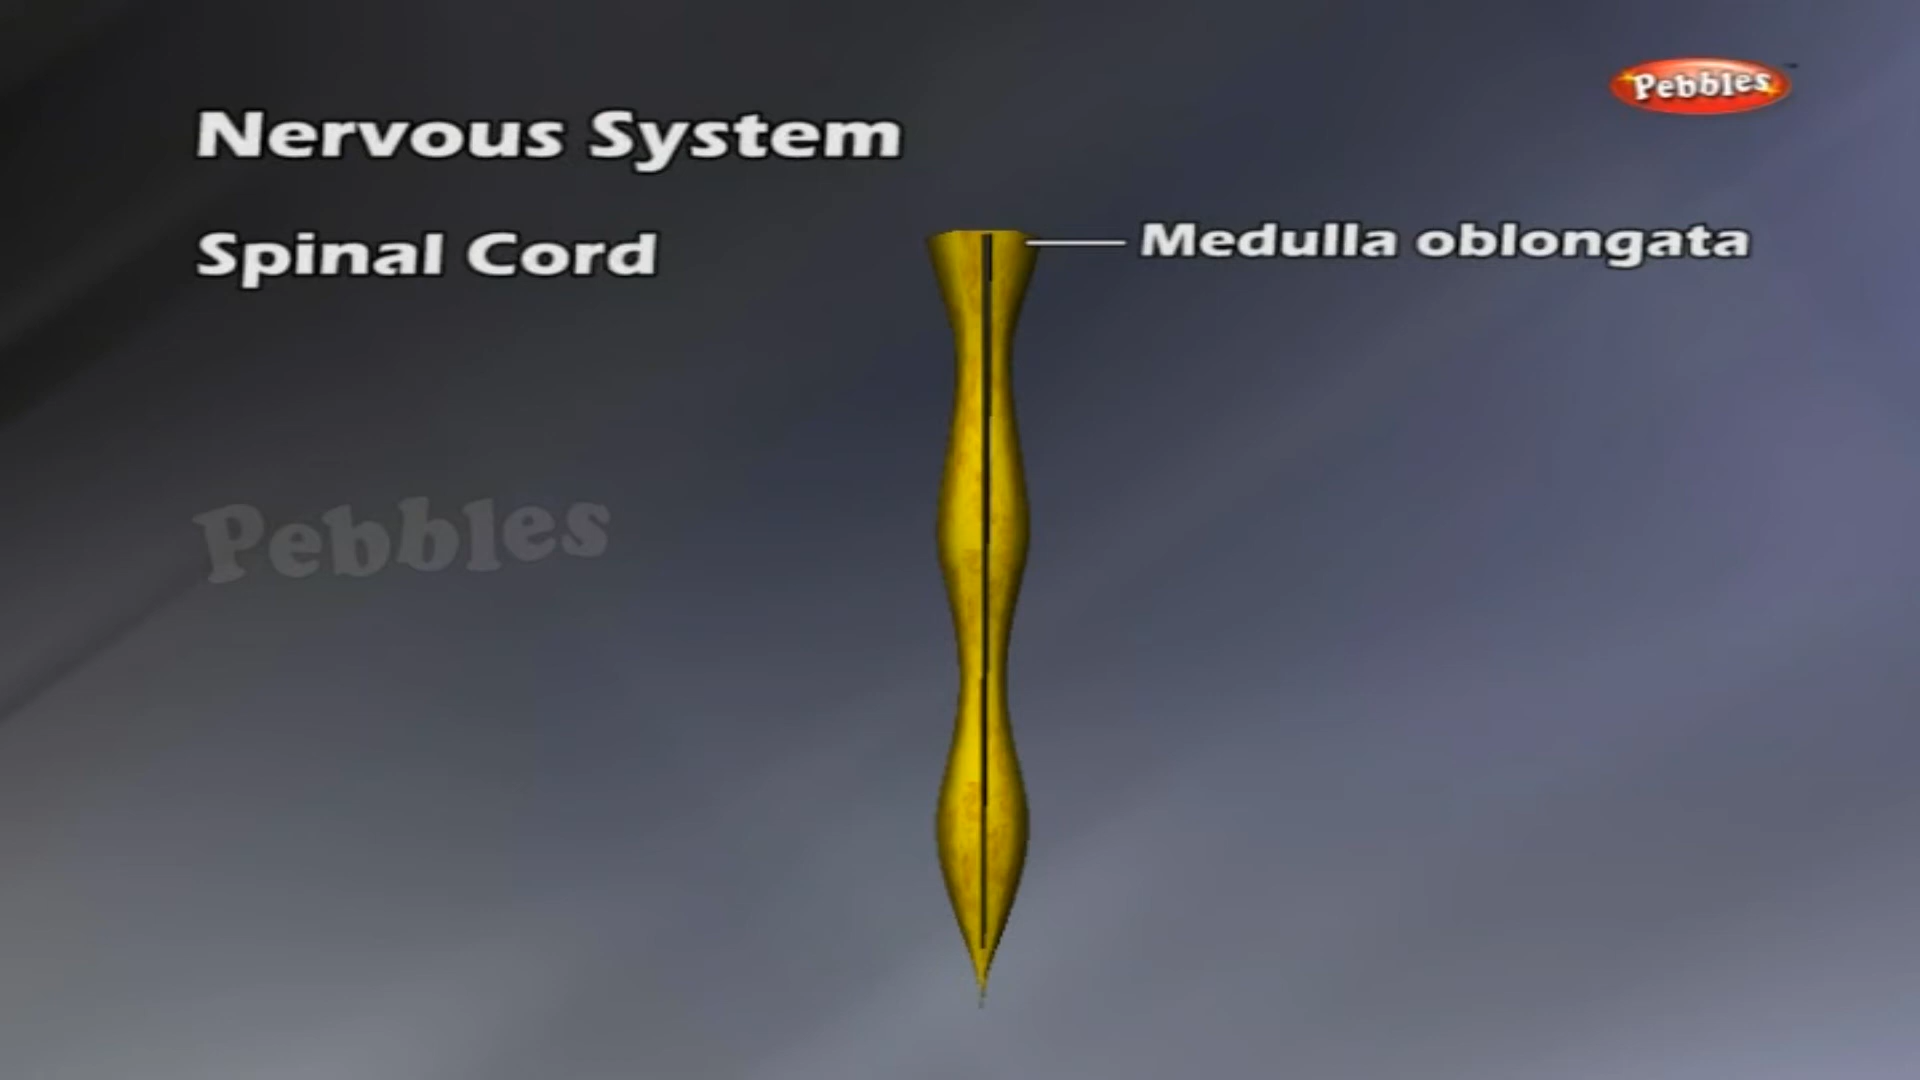 Pebbles
Nervous System
Spinal Cord
Medulla oblongata
Pebbles